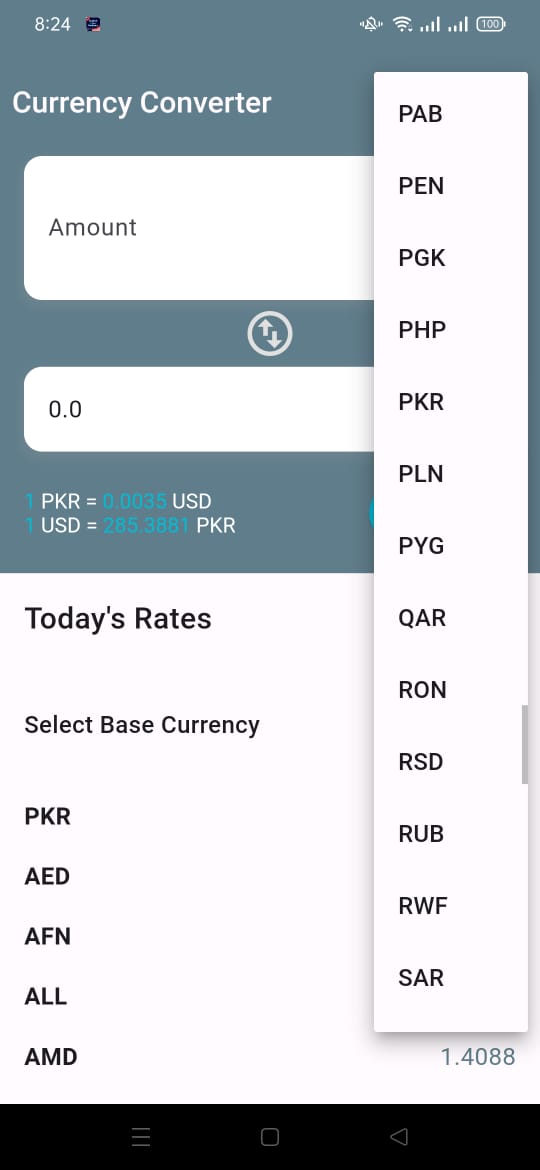 8:24
100
Currency Converter
Amount
0.0
1 PKR = 0.0035 USD
1 USD = 285.3881 PKR
Today's Rates
Select Base Currency
PKR
AED
AFN
ALL
AMD 1.4088
PAB
PEN
PGK
PHP
PKR
PLN
PYG
QAR
RON
RSD
RUB
RWF
SAR